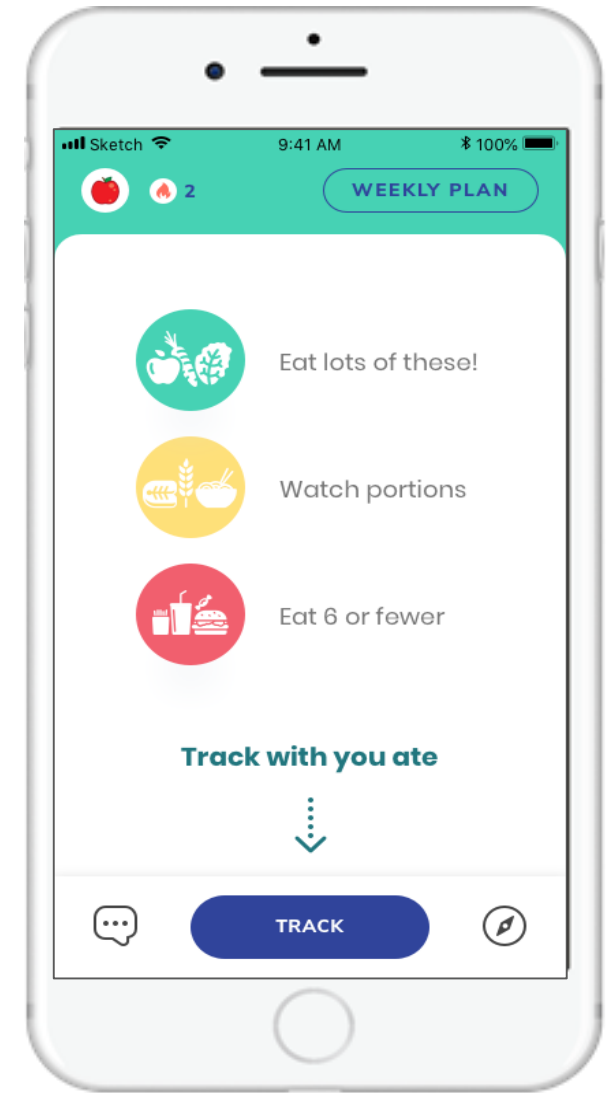 Sketch 9:41 AM 100%
2 WEEKLY PLAN
Eat lots of these!
Watch portions
Eat 6 or fewer
Track with you ate
TRACK